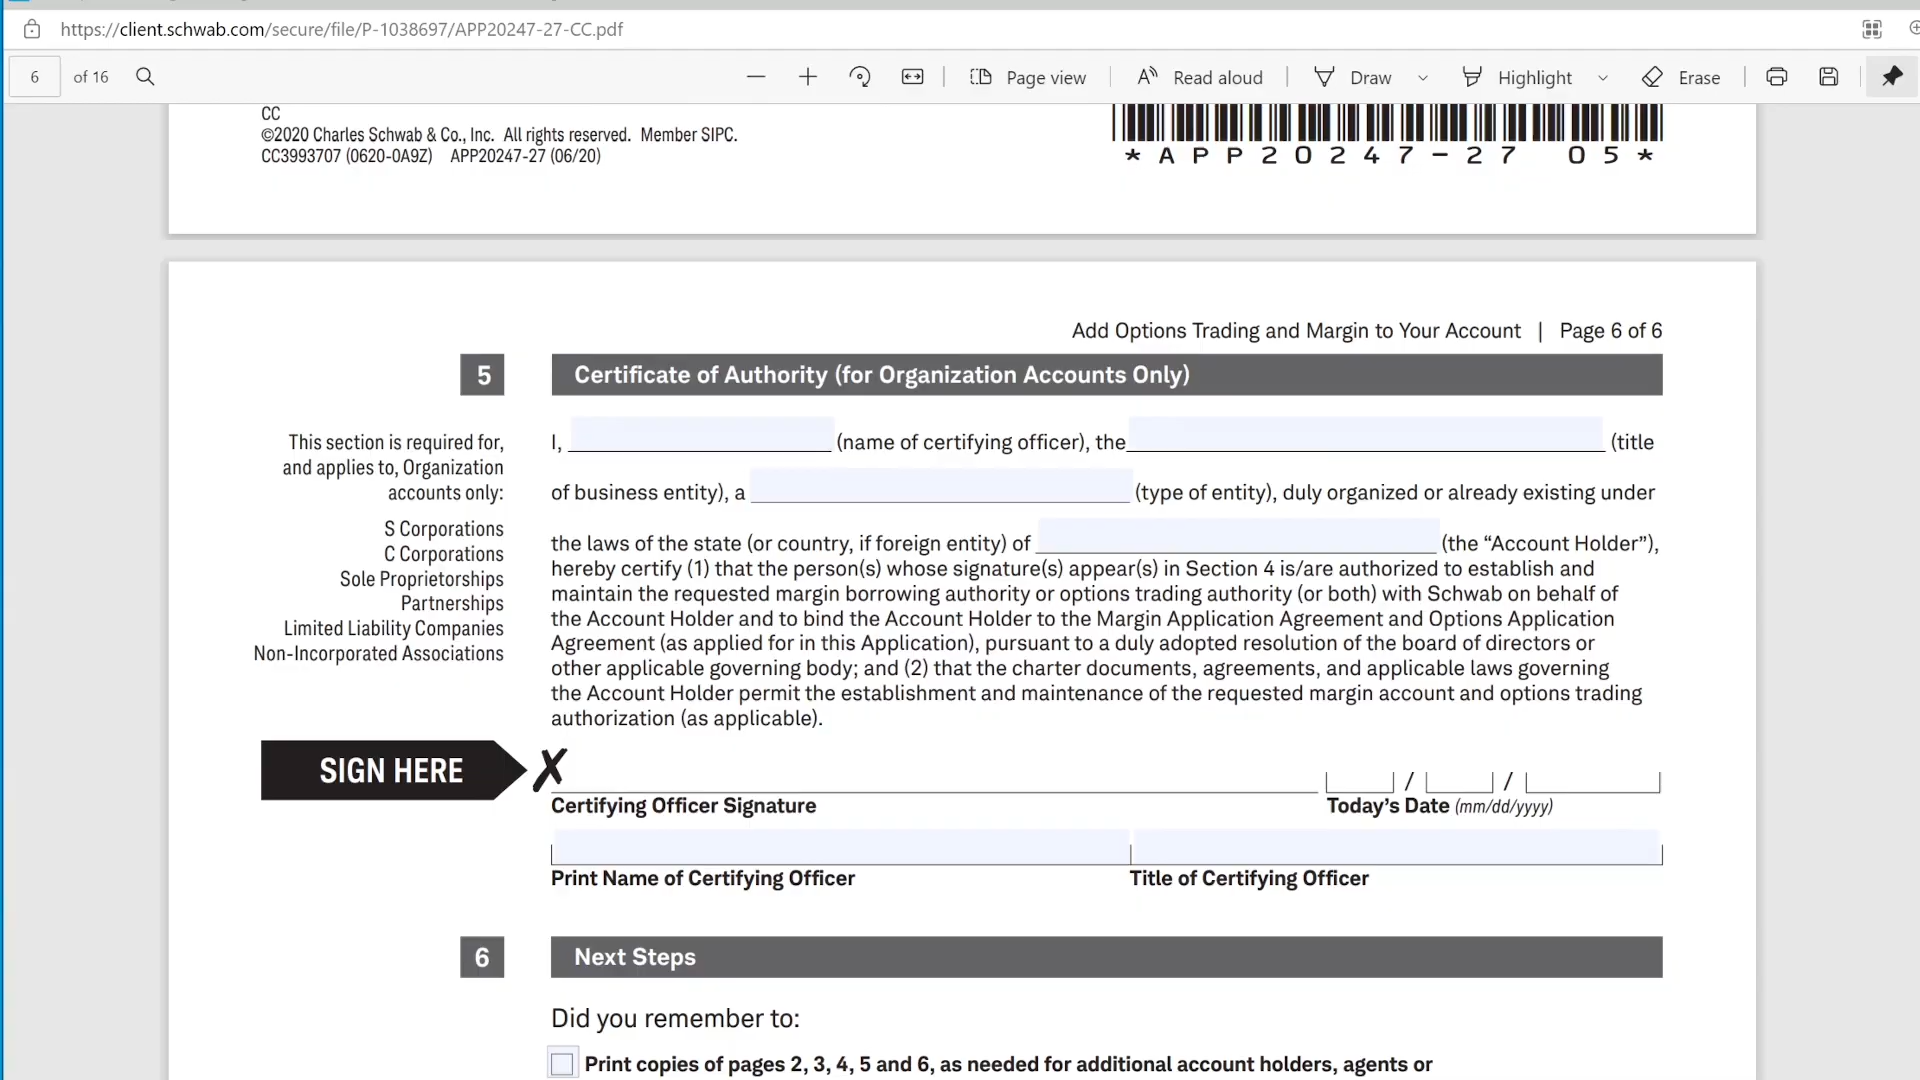 https://client.schwab.com/secure/file/P-1038697/APP20247-27-CC.pdf
6 of 16 Page view Read aloud Draw Highlight Erase
CC
©2020 Charles Schwab & Co., Inc. All rights reserved. Member SIPC.
CC3993707 (0620-0A9Z) APP20247-27 (06/20)
*APP20247-27 05*
Add Options Trading and Margin to Your Account | Page 6 of 6
5 Certificate of Authority (for Organization Accounts Only)
This section is required for,
and applies to, Organization
accounts only:
S Corporations
C Corporations
Sole Proprietorships
Partnerships
Limited Liability Companies
Non-Incorporated Associations
I, (name of certifying officer), the (title
of business entity), a (type of entity), duly organized or already existing under
the laws of the state (or country, if foreign entity) of (the “Account Holder”),
hereby certify (1) that the person(s) whose signature(s) appear(s) in Section 4 is/are authorized to establish and
maintain the requested margin borrowing authority or options trading authority (or both) with Schwab on behalf of
the Account Holder and to bind the Account Holder to the Margin Application Agreement and Options Application
Agreement (as applied for in this Application), pursuant to a duly adopted resolution of the board of directors or
other applicable governing body; and (2) that the charter documents, agreements, and applicable laws governing
the Account Holder permit the establishment and maintenance of the requested margin account and options trading
authorization (as applicable).
SIGN HERE X / /
Certifying Officer Signature Today’s Date (mm/dd/yyyy)
Print Name of Certifying Officer Title of Certifying Officer
6 Next Steps
Did you remember to:
Print copies of pages 2, 3, 4, 5 and 6, as needed for additional account holders, agents or